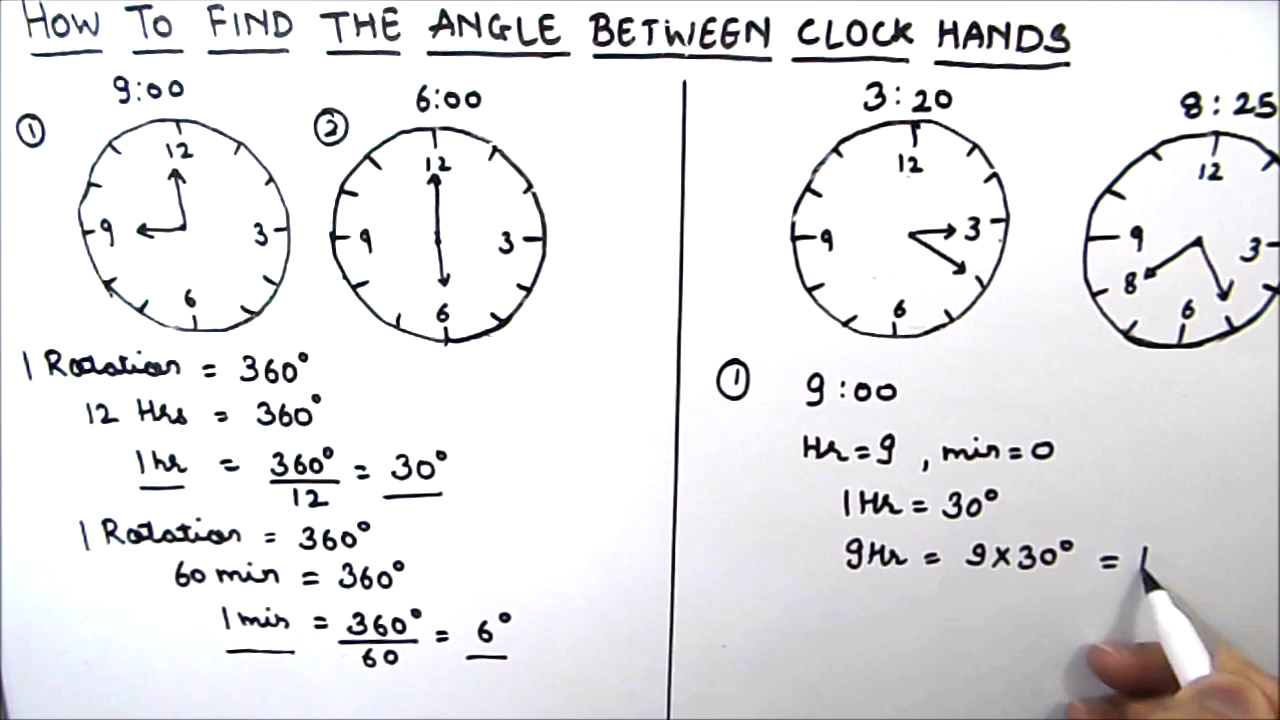 HOW TO FIND THE ANGLE BETWEEN CLOCK HANDS
① 9:00
12
9 3
6
② 6:00
12
9 3
6
1 Rotation = 360°
12 Hrs = 360°
1 hr = 360°/12 = 30°
1 Rotation = 360°
60 min = 360°
1 min = 360°/60 = 6°
3:20
12
9 3
6
8:25
12
9 3
8
6
① 9:00
Hr = 9, min = 0
1 Hr = 30°
9 Hr = 9 × 30° =